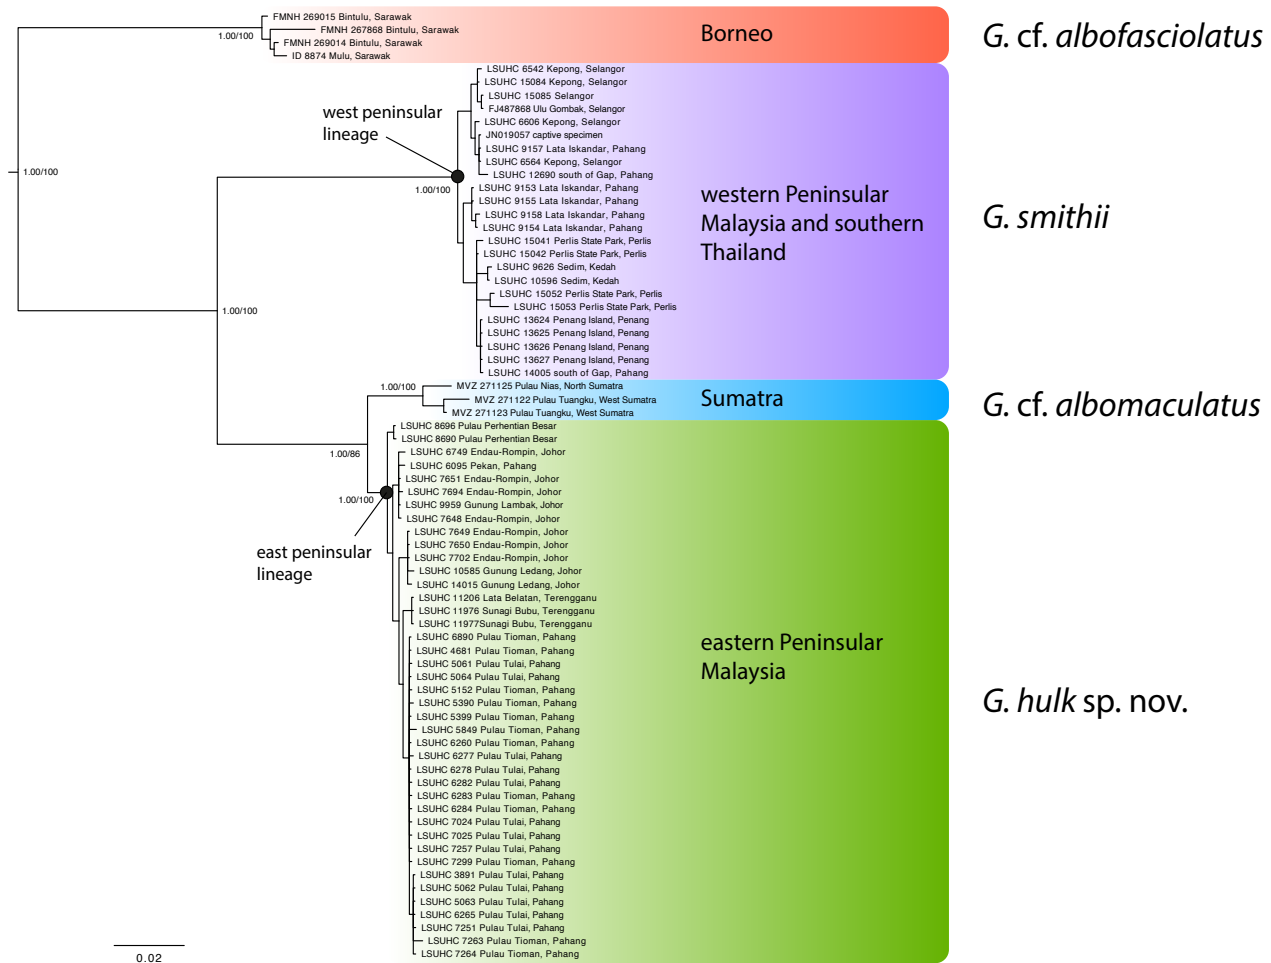 FMNH 269015 Bintulu, Sarawak
FMNH 267868 Bintulu, Sarawak
FMNH 269014 Bintulu, Sarawak
ID 8874 Mulu, Sarawak
1.00/100
Borneo
G. cf. albofasciolatus
LSUHC 6542 Kepong, Selangor
LSUHC 15084 Kepong, Selangor
LSUHC 15085 Selangor
FJ487868 Ulu Gombak, Selangor
LSUHC 6606 Kepong, Selangor
JN019057 captive specimen
LSUHC 9157 Lata Iskandar, Pahang
LSUHC 6564 Kepong, Selangor
LSUHC 12690 south of Gap, Pahang
LSUHC 9153 Lata Iskandar, Pahang
LSUHC 9155 Lata Iskandar, Pahang
LSUHC 9158 Lata Iskandar, Pahang
LSUHC 9154 Lata Iskandar, Pahang
LSUHC 15041 Perlis State Park, Perlis
LSUHC 15042 Perlis State Park, Perlis
LSUHC 9626 Sedim, Kedah
LSUHC 10596 Sedim, Kedah
LSUHC 15052 Perlis State Park, Perlis
LSUHC 15053 Perlis State Park, Perlis
LSUHC 13624 Penang Island, Penang
LSUHC 13625 Penang Island, Penang
LSUHC 13626 Penang Island, Penang
LSUHC 13627 Penang Island, Penang
LSUHC 14005 south of Gap, Pahang
west peninsular
lineage
1.00/100
1.00/100
western Peninsular
Malaysia and southern
Thailand
G. smithii
1.00/100
1.00/100
MVZ 271125 Pulau Nias, North Sumatra
MVZ 271122 Pulau Tuangku, West Sumatra
MVZ 271123 Pulau Tuangku, West Sumatra
Sumatra
G. cf. albomaculatus
1.00/86
1.00/100
east peninsular
lineage
LSUHC 8696 Pulau Perhentian Besar
LSUHC 8690 Pulau Perhentian Besar
LSUHC 6749 Endau-Rompin, Johor
LSUHC 6095 Pekan, Pahang
LSUHC 7651 Endau-Rompin, Johor
LSUHC 7694 Endau-Rompin, Johor
LSUHC 9959 Gunung Lambak, Johor
LSUHC 7648 Endau-Rompin, Johor
LSUHC 7649 Endau-Rompin, Johor
LSUHC 7650 Endau-Rompin, Johor
LSUHC 7702 Endau-Rompin, Johor
LSUHC 10585 Gunung Ledang, Johor
LSUHC 14015 Gunung Ledang, Johor
LSUHC 11206 Lata Belatan, Terengganu
LSUHC 11976 Sunagi Bubu, Terengganu
LSUHC 11977Sunagi Bubu, Terengganu
LSUHC 6890 Pulau Tioman, Pahang
LSUHC 4681 Pulau Tioman, Pahang
LSUHC 5061 Pulau Tulai, Pahang
LSUHC 5064 Pulau Tulai, Pahang
LSUHC 5152 Pulau Tioman, Pahang
LSUHC 5390 Pulau Tioman, Pahang
LSUHC 5399 Pulau Tioman, Pahang
LSUHC 5849 Pulau Tioman, Pahang
LSUHC 6260 Pulau Tioman, Pahang
LSUHC 6277 Pulau Tulai, Pahang
LSUHC 6278 Pulau Tulai, Pahang
LSUHC 6282 Pulau Tulai, Pahang
LSUHC 6283 Pulau Tioman, Pahang
LSUHC 6284 Pulau Tioman, Pahang
LSUHC 7024 Pulau Tulai, Pahang
LSUHC 7025 Pulau Tulai, Pahang
LSUHC 7257 Pulau Tulai, Pahang
LSUHC 7299 Pulau Tioman, Pahang
LSUHC 3891 Pulau Tulai, Pahang
LSUHC 5062 Pulau Tulai, Pahang
LSUHC 5063 Pulau Tulai, Pahang
LSUHC 6265 Pulau Tulai, Pahang
LSUHC 7251 Pulau Tulai, Pahang
LSUHC 7263 Pulau Tioman, Pahang
LSUHC 7264 Pulau Tioman, Pahang
eastern Peninsular
Malaysia
G. hulk sp. nov.
0.02